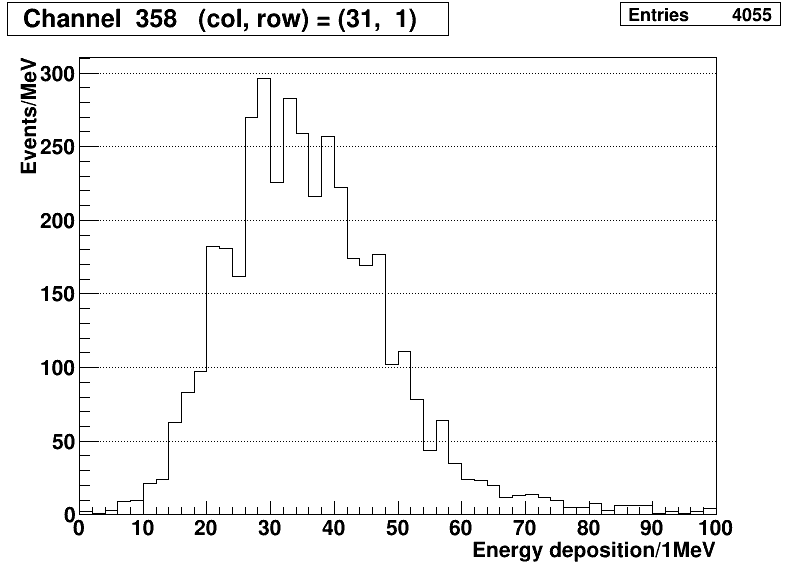 Channel 358 (col, row) = (31, 1)
Entries 4055
Events/MeV
300
250
200
150
100
50
0
0 10 20 30 40 50 60 70 80 90 100
Energy deposition/1MeV